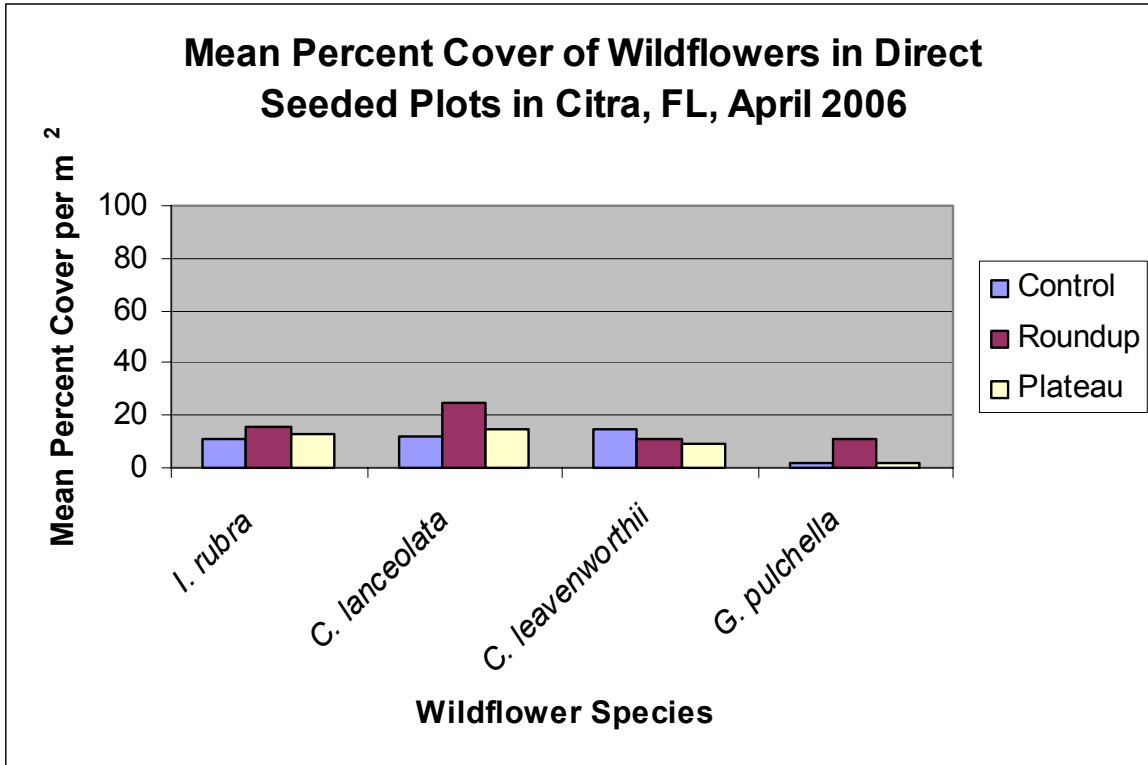 Mean Percent Cover of Wildflowers in Direct
Seeded Plots in Citra, FL, April 2006
Mean Percent Cover per m ²
100
80
60
40
20
0
I. rubra
C. lanceolata
C. leavenworthii
G. pulchella
Wildflower Species
Control
Roundup
Plateau